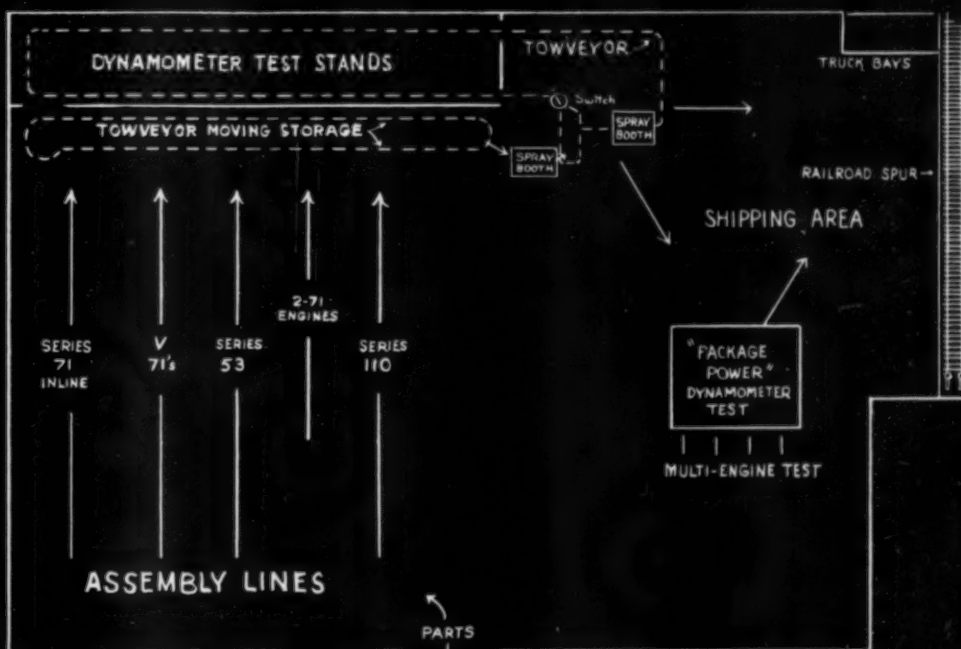 DYNAMOMETER TEST STANDS
TOWVEYOR
TRUCK BAYS
Switch
TOWVEYOR MOVING STORAGE
SPRAY
BOOTH
SPRAY
BOOTH
RAILROAD SPUR
SHIPPING AREA
2-71
ENGINES
SERIES
71
INLINE
V
71's
SERIES
53
SERIES
110
"PACKAGE
POWER"
DYNAMOMETER
TEST
MULTI-ENGINE TEST
ASSEMBLY LINES
PARTS